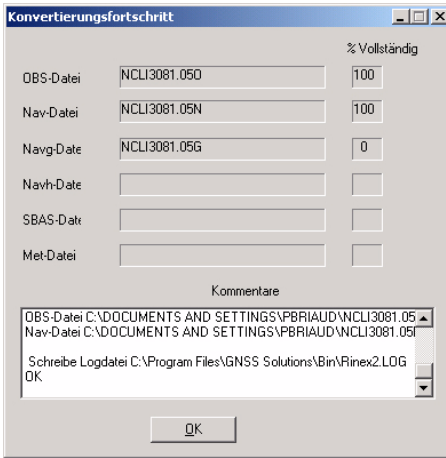 Konvertierungsfortschritt
% Vollständig
OBS-Datei NCLI3081.05O 100
Nav-Datei NCLI3081.05N 100
Navg-Date NCLI3081.05G 0
Navh-Date
SBAS-Date
Met-Datei
Kommentare
OBS-Datei C:\DOCUMENTS AND SETTINGS\PBRIAUD\NCLI3081.05
Nav-Datei C:\DOCUMENTS AND SETTINGS\PBRIAUD\NCLI3081.05
Schreibe Logdatei C:\Program Files\GNSS Solutions\Bin\Rinex2.LOG
OK
OK